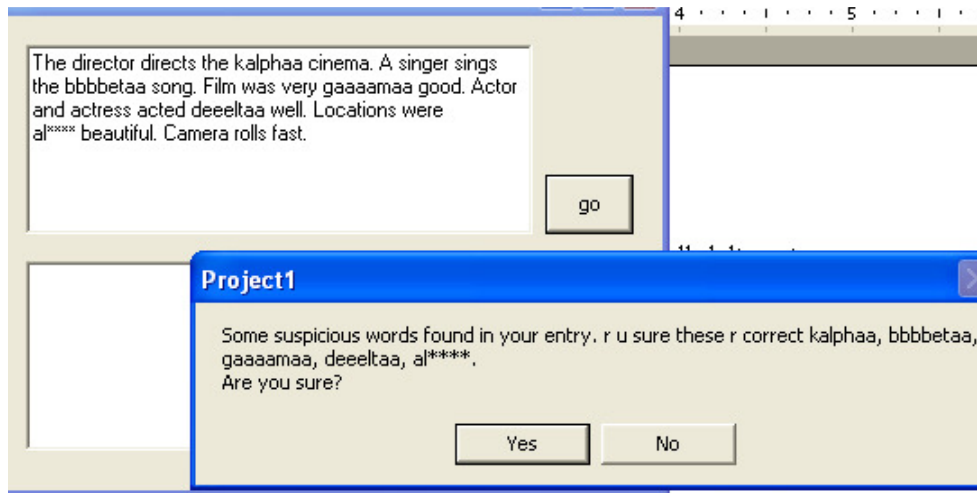 4 5
The director directs the kalphaa cinema. A singer sings
the bbbbetaa song. Film was very gaaaamaa good. Actor
and actress acted deeeltaa well. Locations were
al**** beautiful. Camera rolls fast.
go
Project1
Some suspicious words found in your entry. r u sure these r correct kalphaa, bbbbetaa,
gaaaamaa, deeeltaa, al****.
Are you sure?
Yes No